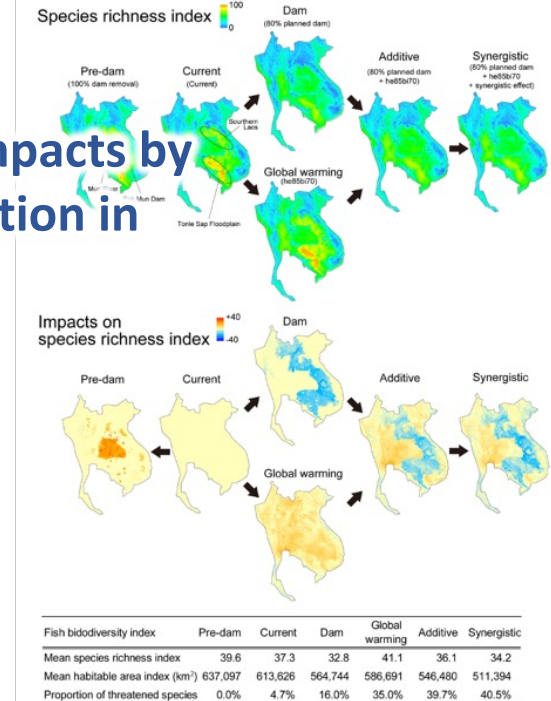 Species richness index
100
0
Dam
(80% planned dam)
Pre-dam
(100% dam removal)
Current
(Current)
Additive
(80% planned dam
+ he85bi70)
Synergistic
(80% planned dam
+ he85bi70
+ synergistic effect)
Sourthern
Laos
mpacts by
tion in
Mun River
Mun Dam
Tonle Sap Floodplain
Global warming
(he85bi70)
Impacts on
species richness index
+40
-40
Dam
Pre-dam
Current
Additive
Synergistic
Global warming
Fish bidodiversity index Pre-dam Current Dam Global warming Additive Synergistic
Mean species richness index 39.6 37.3 32.8 41.1 36.1 34.2
Mean habitable area index (km²) 637,097 613,626 564,744 586,691 546,480 511,394
Proportion of threatened species 0.0% 4.7% 16.0% 35.0% 39.7% 40.5%